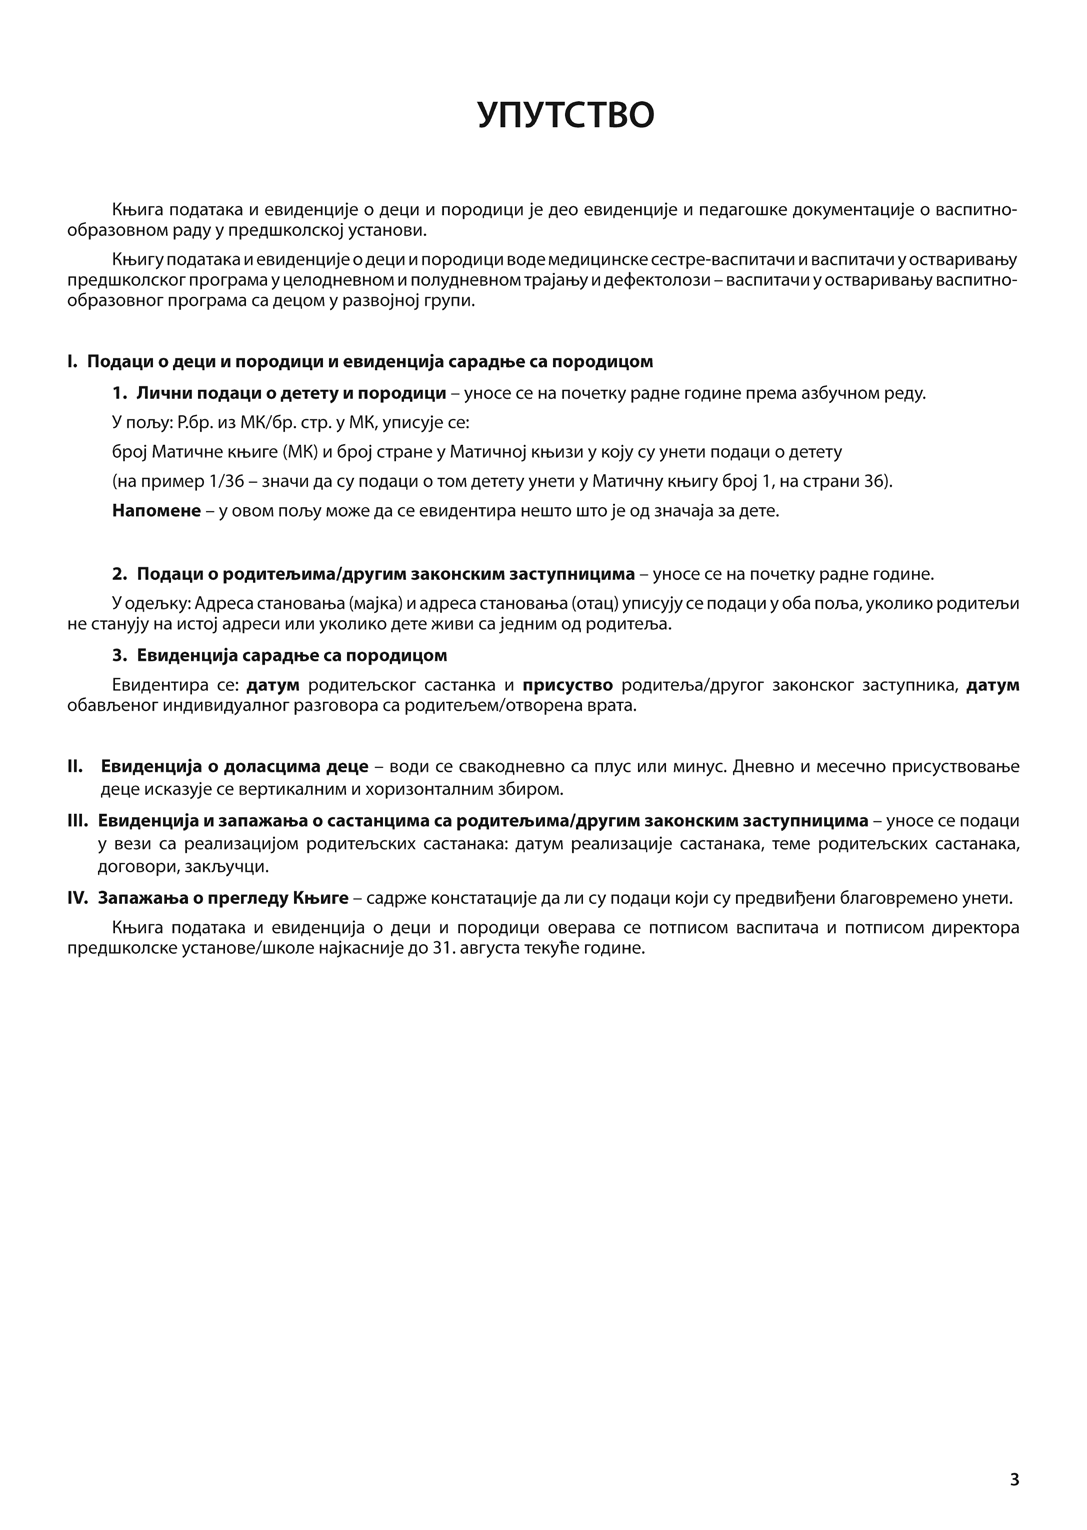 УПУТСТВО
Књига података и евиденције о деци и породици је део евиденције и педагошке документације о васпитно-
образовном раду у предшколској установи.
Књигу података и евиденције о деци и породици воде медицинске сестре-васпитачи и васпитачи у остваривању
предшколског програма у целодневном и полудневном трајању и дефектолози – васпитачи у остваривању васпитно-
образовног програма са децом у развојној групи.
I. Подаци о деци и породици и евиденција сарадње са породицом
1. Лични подаци о детету и породици – уносе се на почетку радне године према азбучном реду.
У пољу: Р.бр. из МК/бр. стр. у МК, уписује се:
број Матичне књиге (МК) и број стране у Матичној књизи у коју су унети подаци о детету
(на пример 1/36 – значи да су подаци о том детету унети у Матичну књигу број 1, на страни 36).
Напомене – у овом пољу може да се евидентира нешто што је од значаја за дете.
2. Подаци о родитељима/другим законским заступницима – уносе се на почетку радне године.
У одељку: Адреса становања (мајка) и адреса становања (отац) уписују се подаци у оба поља, уколико родитељи
не станују на истој адреси или уколико дете живи са једним од родитеља.
3. Евиденција сарадње са породицом
Евидентира се: датум родитељског састанка и присуство родитеља/другог законског заступника, датум
обављеног индивидуалног разговора са родитељем/отворена врата.
II. Евиденција о доласцима деце – води се свакодневно са плус или минус. Дневно и месечно присуствовање
деце исказује се вертикалним и хоризонталним збиром.
III. Евиденција и запажања о састанцима са родитељима/другим законским заступницима – уносе се подаци
у вези са реализацијом родитељских састанака: датум реализације састанака, теме родитељских састанака,
договори, закључци.
IV. Запажања о прегледу Књиге – садрже констатације да ли су подаци који су предвиђени благовремено унети.
Књига података и евиденција о деци и породици оверава се потписом васпитача и потписом директора
предшколске установе/школе најкасније до 31. августа текуће године.
3